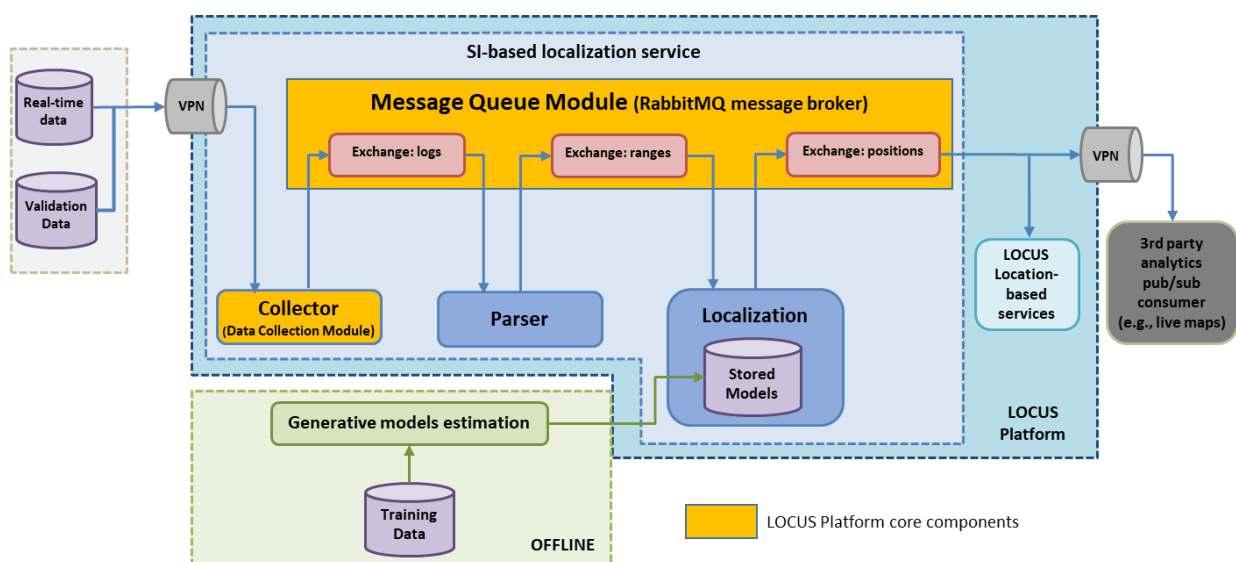 SI-based localization service
Real-time
data
VPN
Message Queue Module (RabbitMQ message broker)
Exchange: logs
Exchange: ranges
Exchange: positions
VPN
Validation
Data
Collector
(Data Collection Module)
Parser
Localization
Stored
Models
LOCUS
Location-
based
services
3rd party
analytics
pub/sub
consumer
(e.g., live maps)
LOCUS
Platform
Generative models estimation
Training
Data
OFFLINE
LOCUS Platform core components